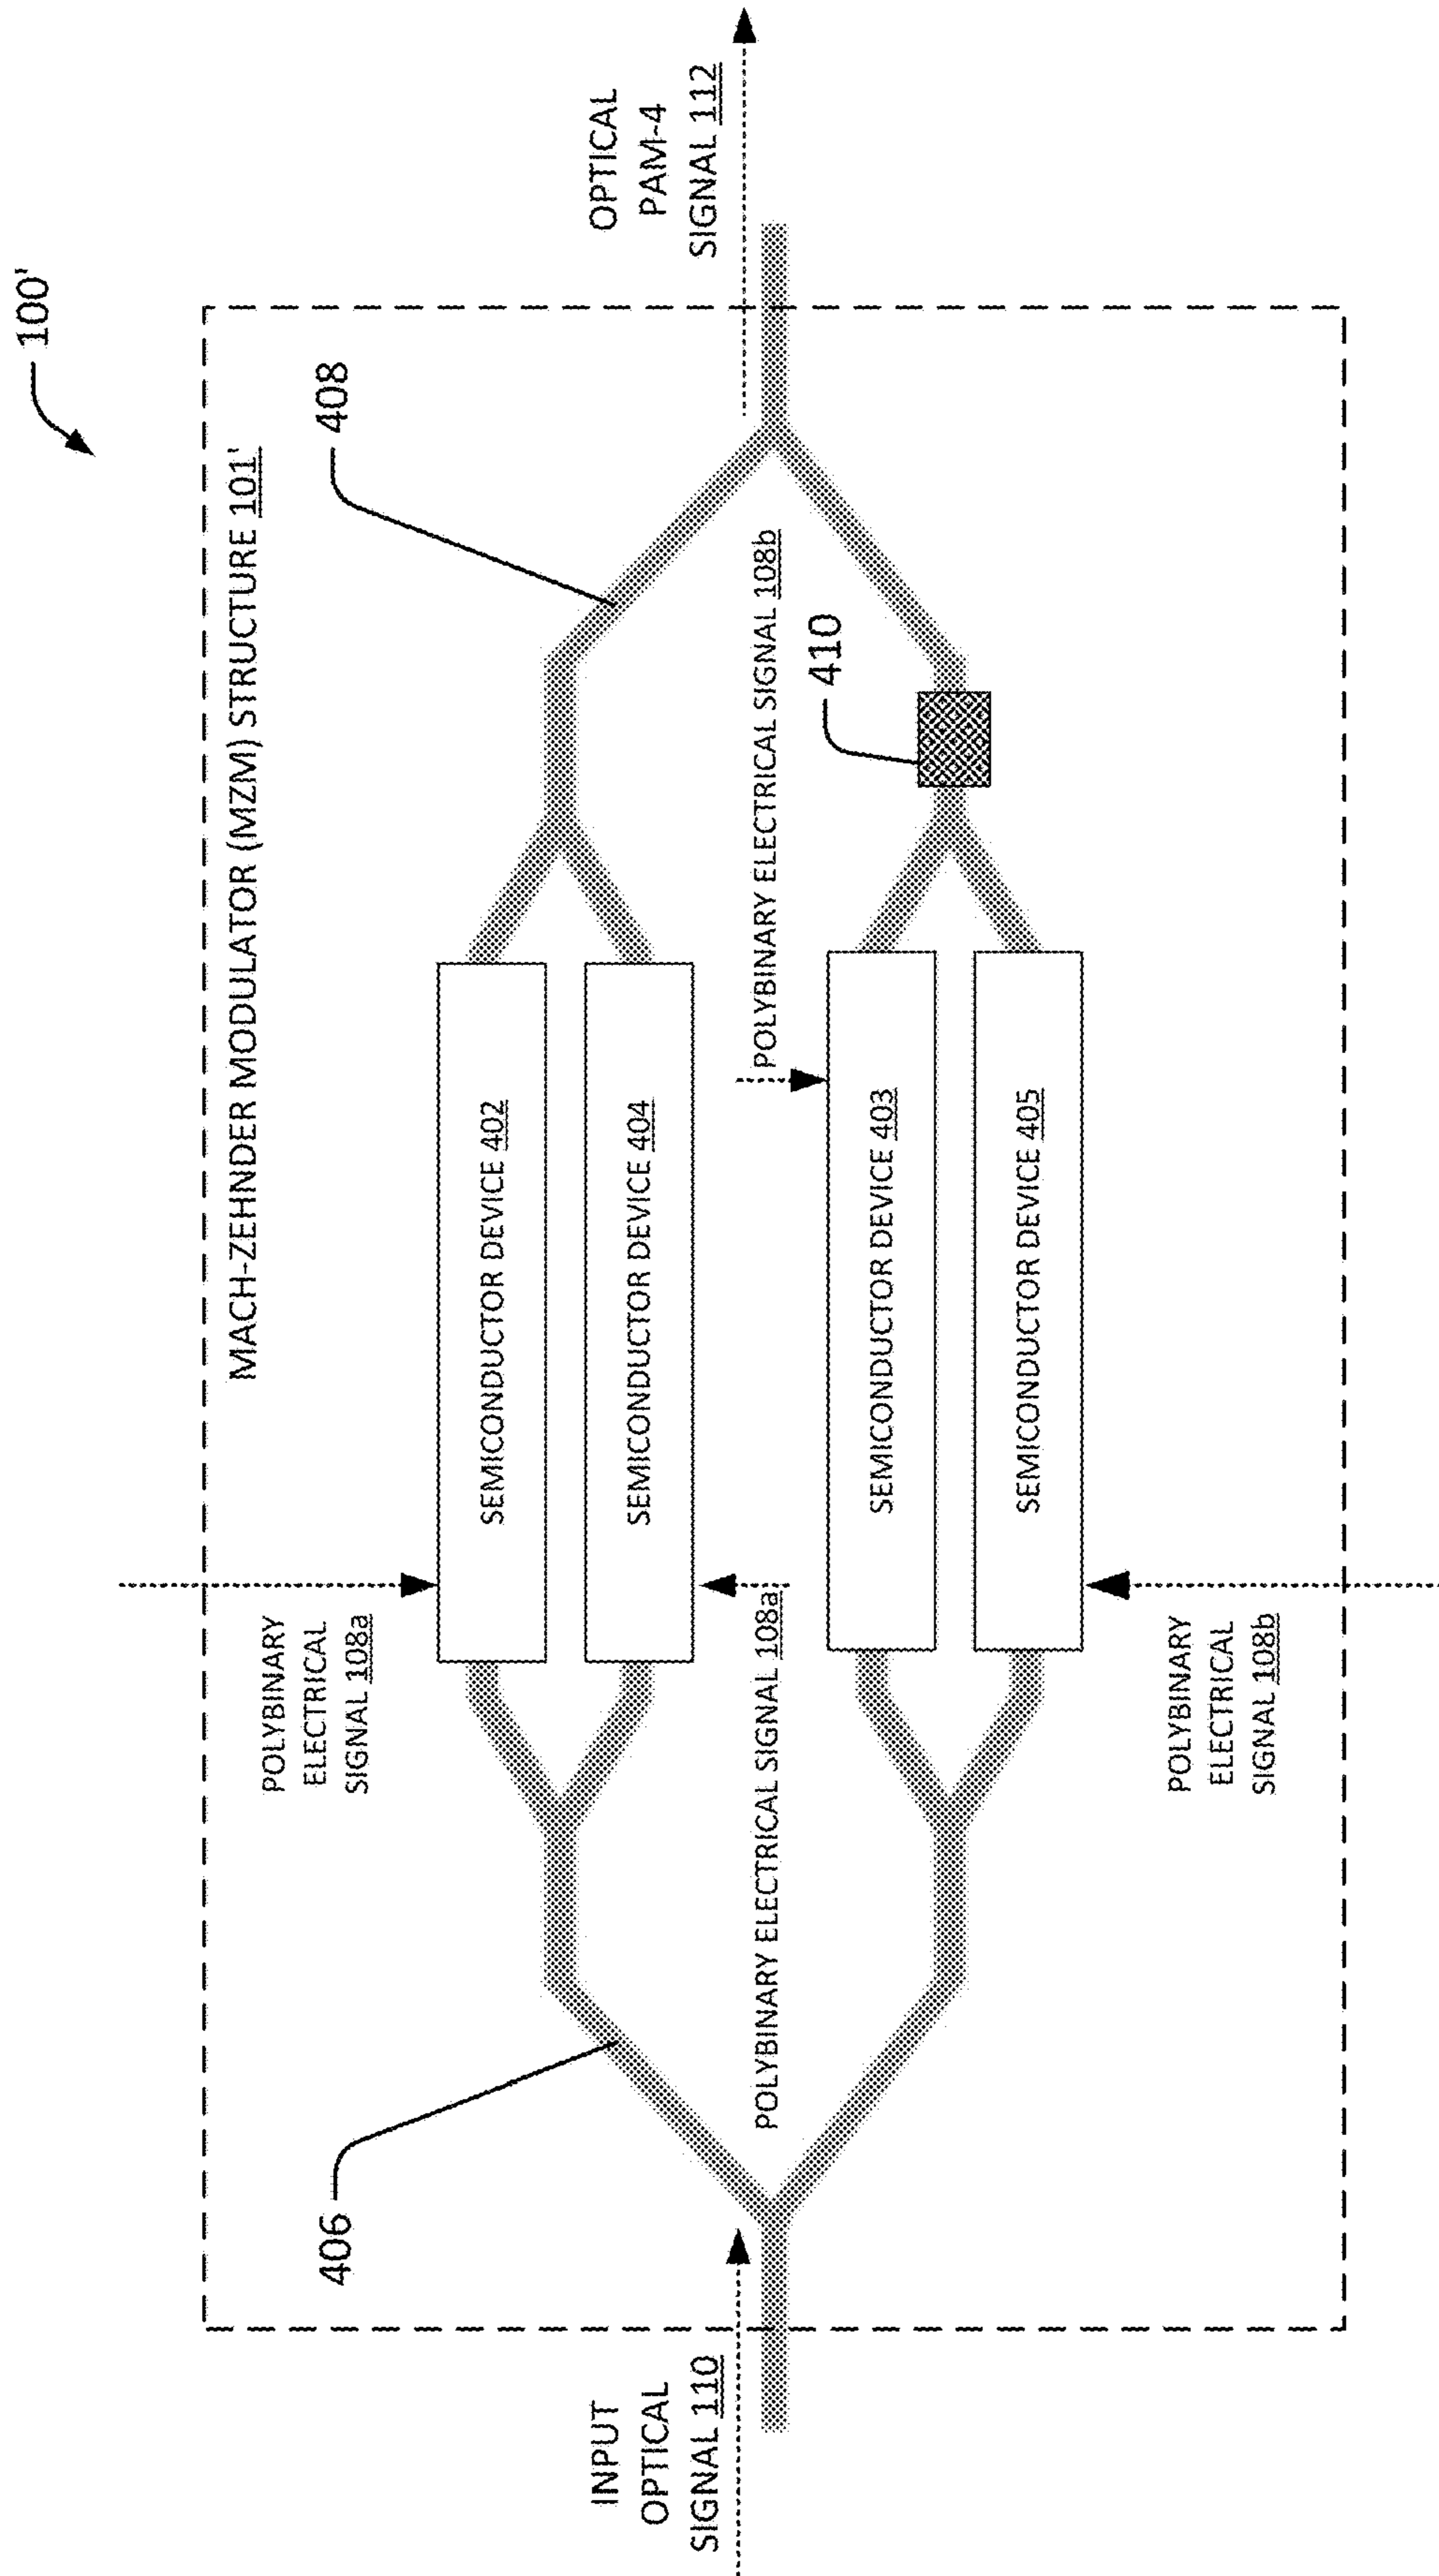 100'
MACH-ZEHNDER MODULATOR (MZM) STRUCTURE 101'
406
408
POLYBINARY
ELECTRICAL
SIGNAL 108a
SEMICONDUCTOR DEVICE 402
SEMICONDUCTOR DEVICE 404
INPUT
OPTICAL
SIGNAL 110
OPTICAL
PAM-4
SIGNAL 112
POLYBINARY ELECTRICAL SIGNAL 108a
POLYBINARY ELECTRICAL SIGNAL 108b
410
SEMICONDUCTOR DEVICE 403
SEMICONDUCTOR DEVICE 405
POLYBINARY
ELECTRICAL
SIGNAL 108b